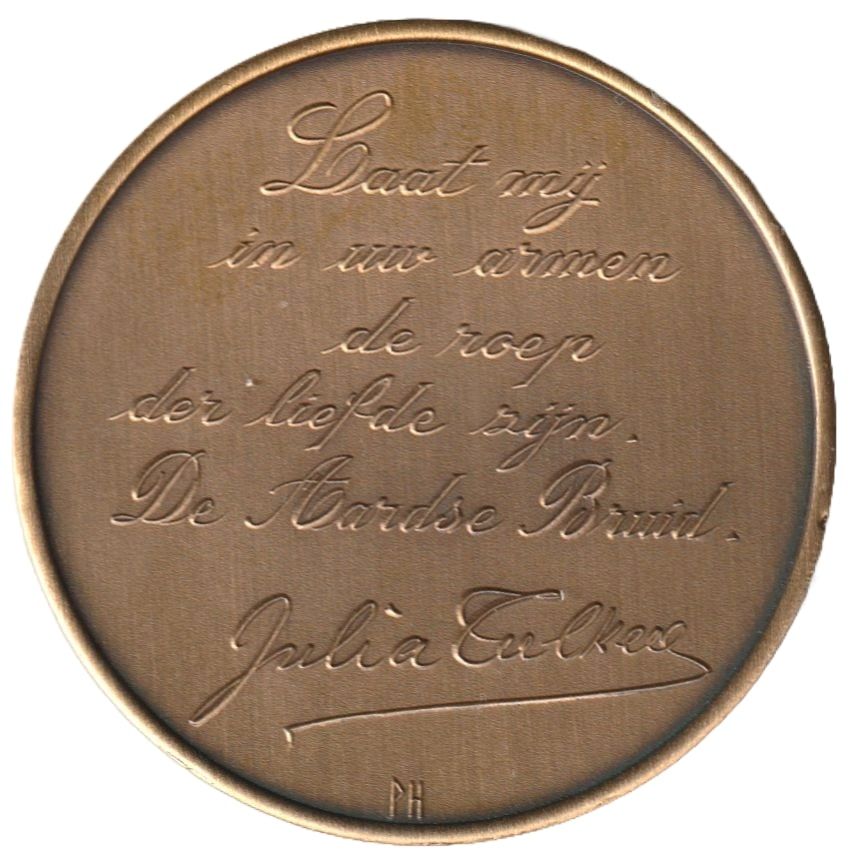 Laat mij
in uw armen
de roep
der liefde zijn.
De Aardse Bruid.
Julia Tulkens
PH